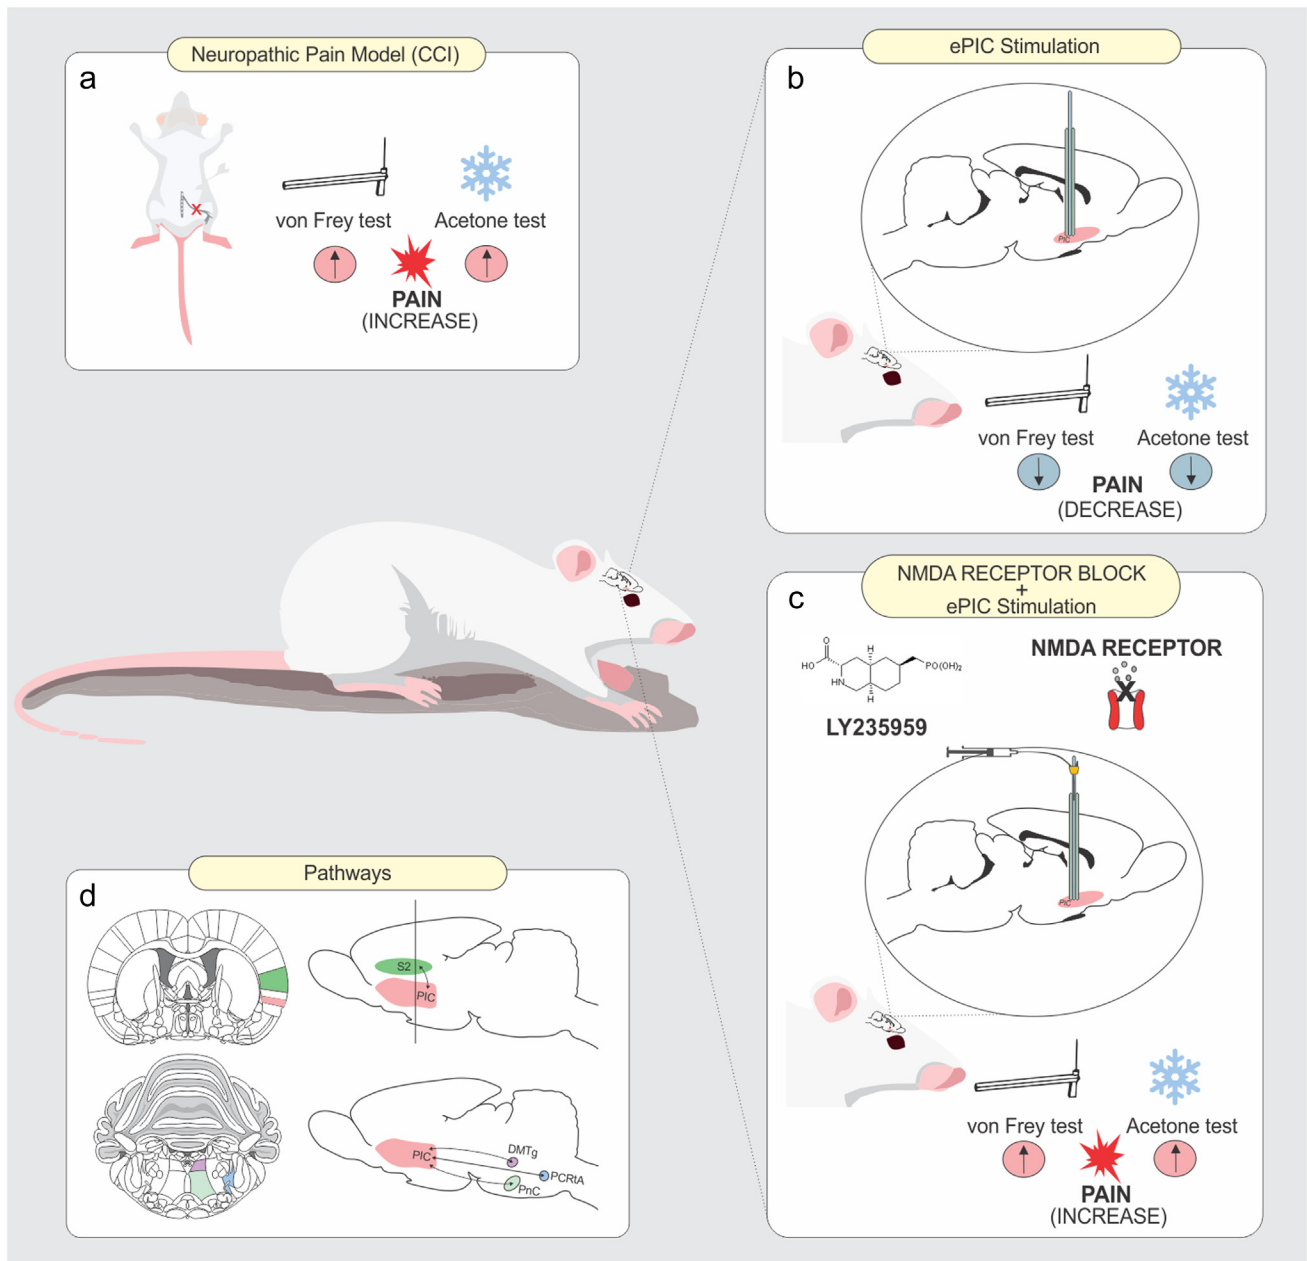 Neuropathic Pain Model (CCI)
a
von Frey test
Acetone test
PAIN
(INCREASE)
ePIC Stimulation
b
PIC
von Frey test
Acetone test
PAIN
(DECREASE)
NMDA RECEPTOR BLOCK
+
ePIC Stimulation
c
NMDA RECEPTOR
O
HO
HN
H
H
PO(OH)2
LY235959
PIC
von Frey test
Acetone test
PAIN
(INCREASE)
Pathways
d
S2
PIC
PIC
DMTg
PCRtA
PnC